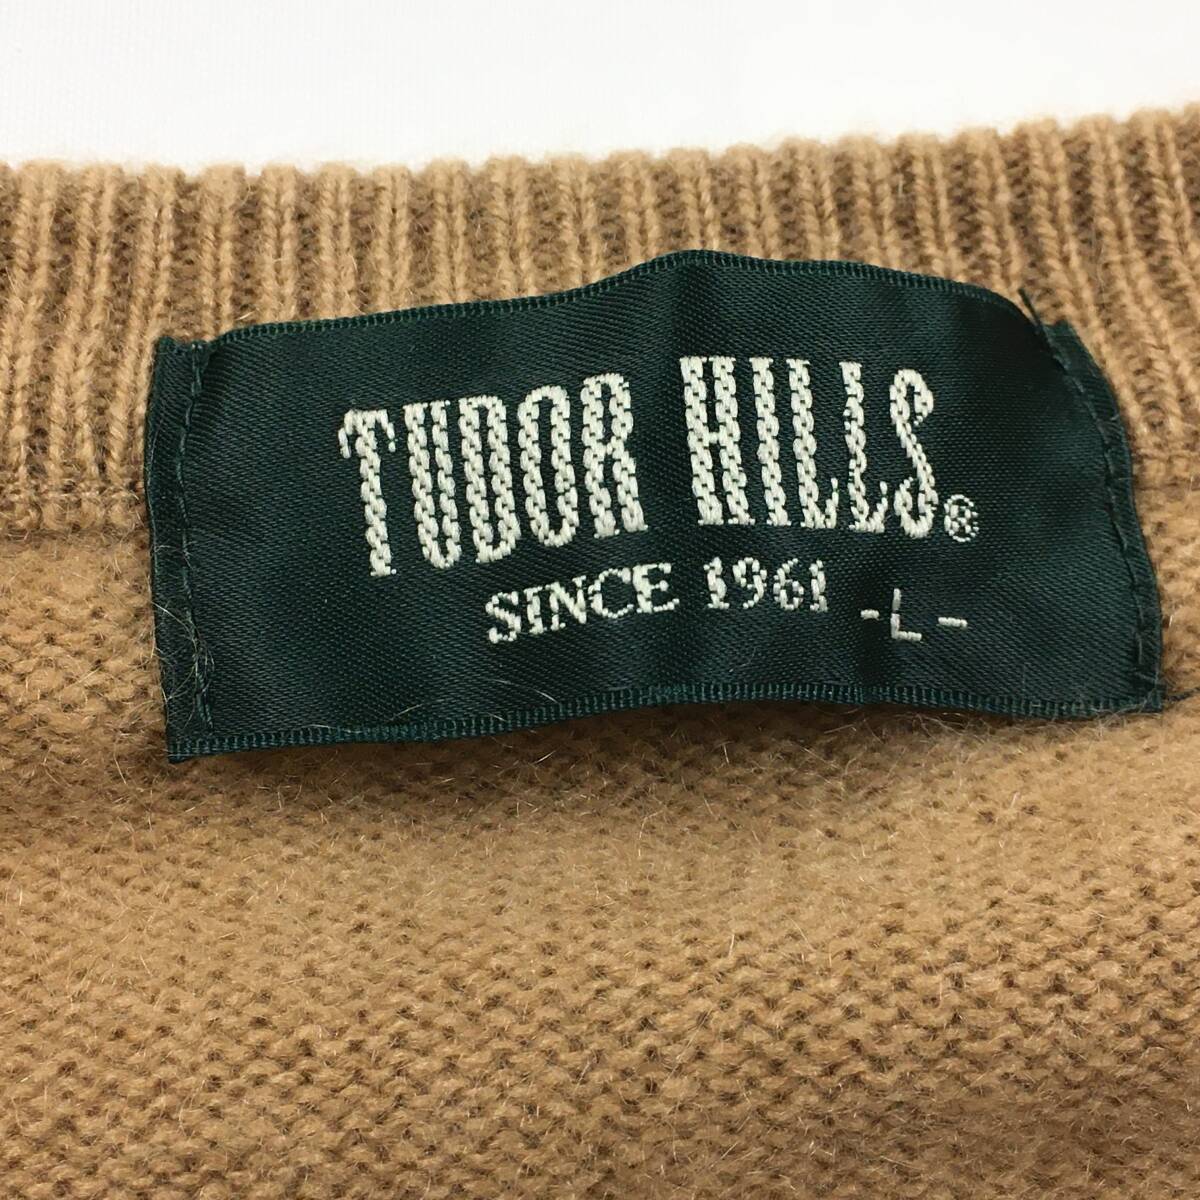 TUDOR HILLS®
SINCE 1961 -L-